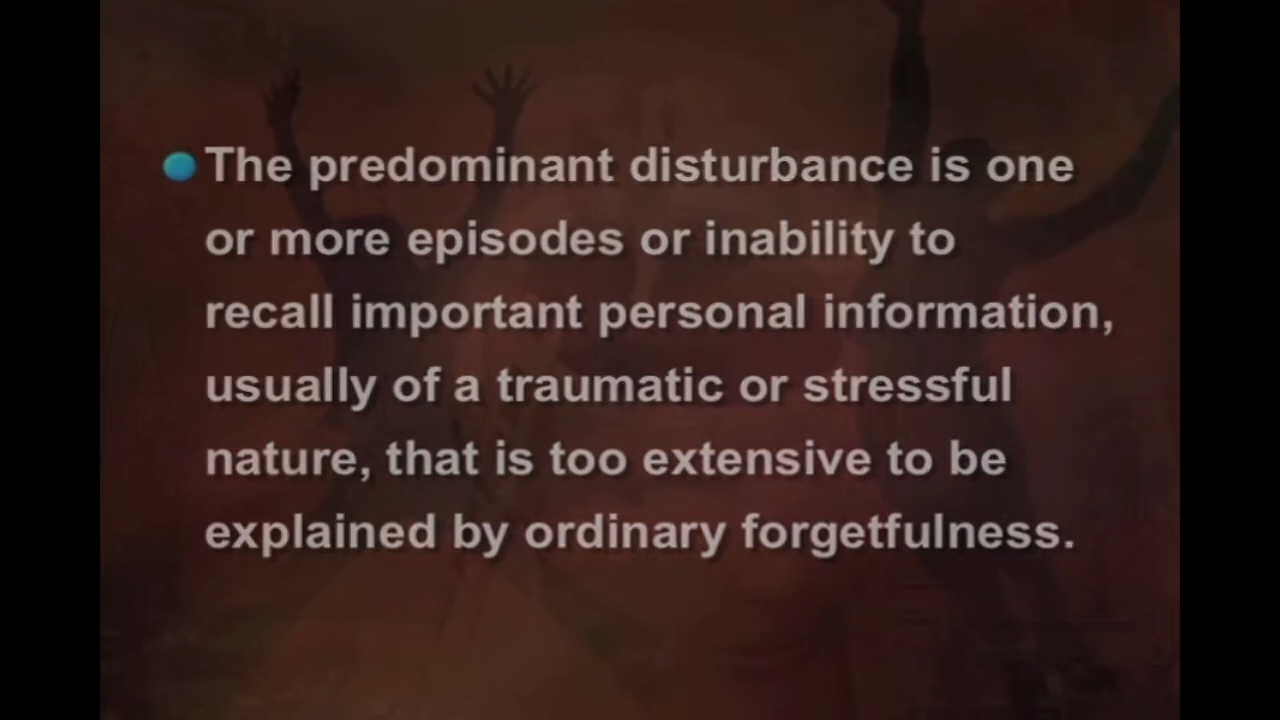 The predominant disturbance is one
or more episodes or inability to
recall important personal information,
usually of a traumatic or stressful
nature, that is too extensive to be
explained by ordinary forgetfulness.